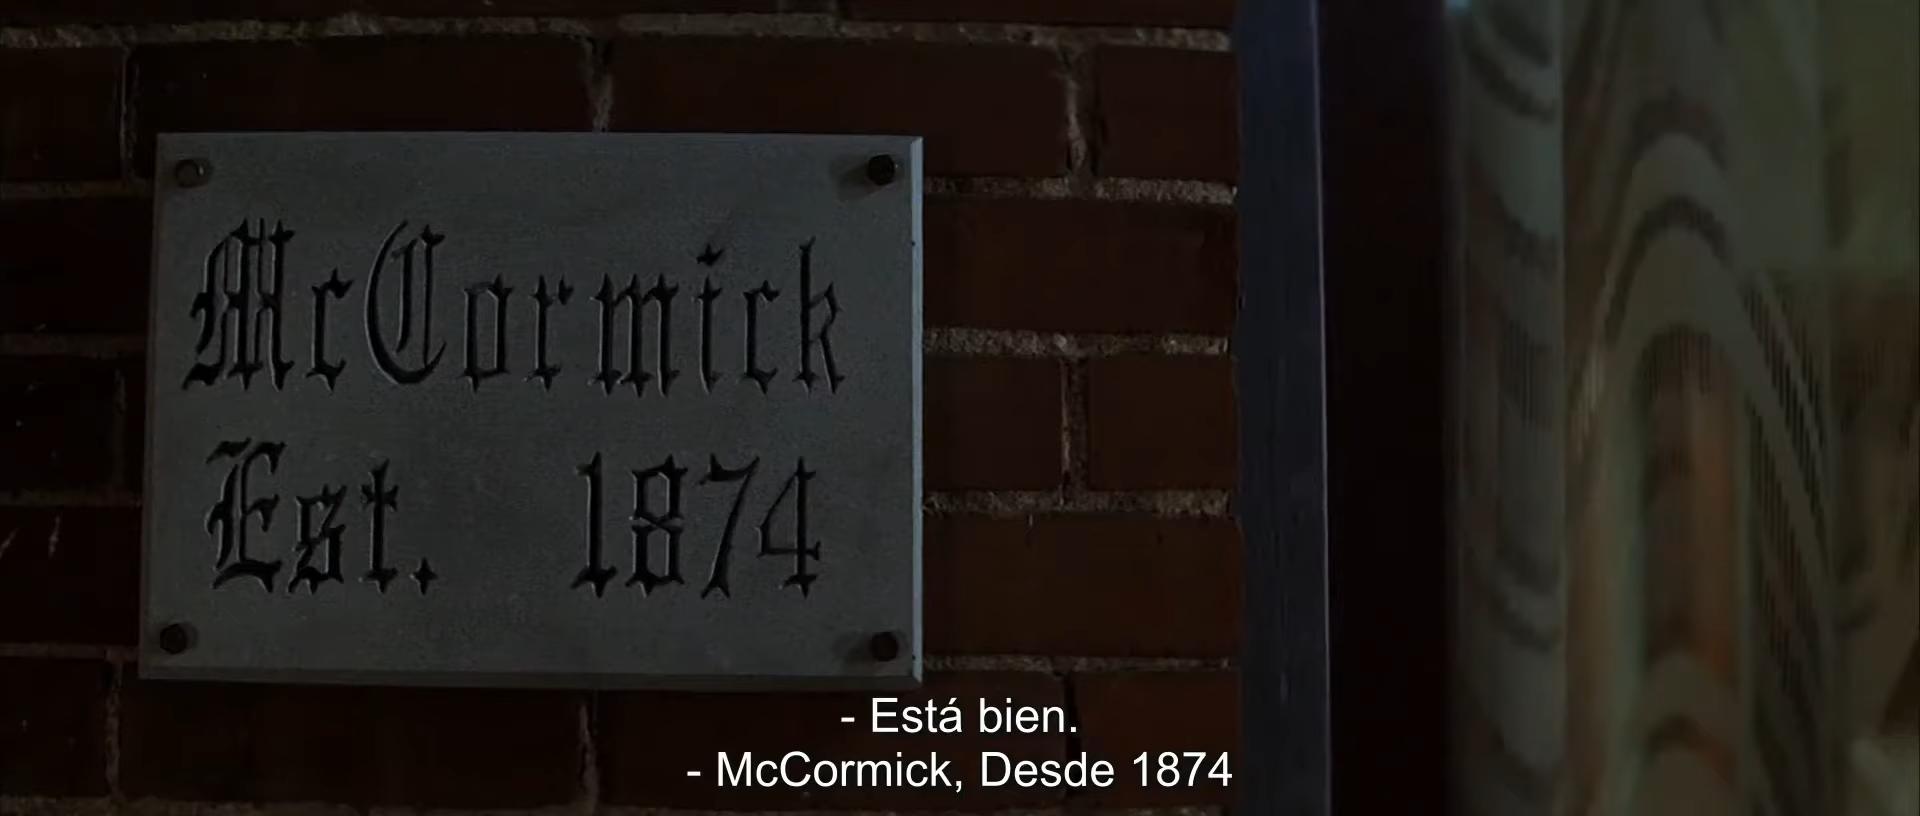 McCormick
Est. 1874
- Está bien.
- McCormick, Desde 1874